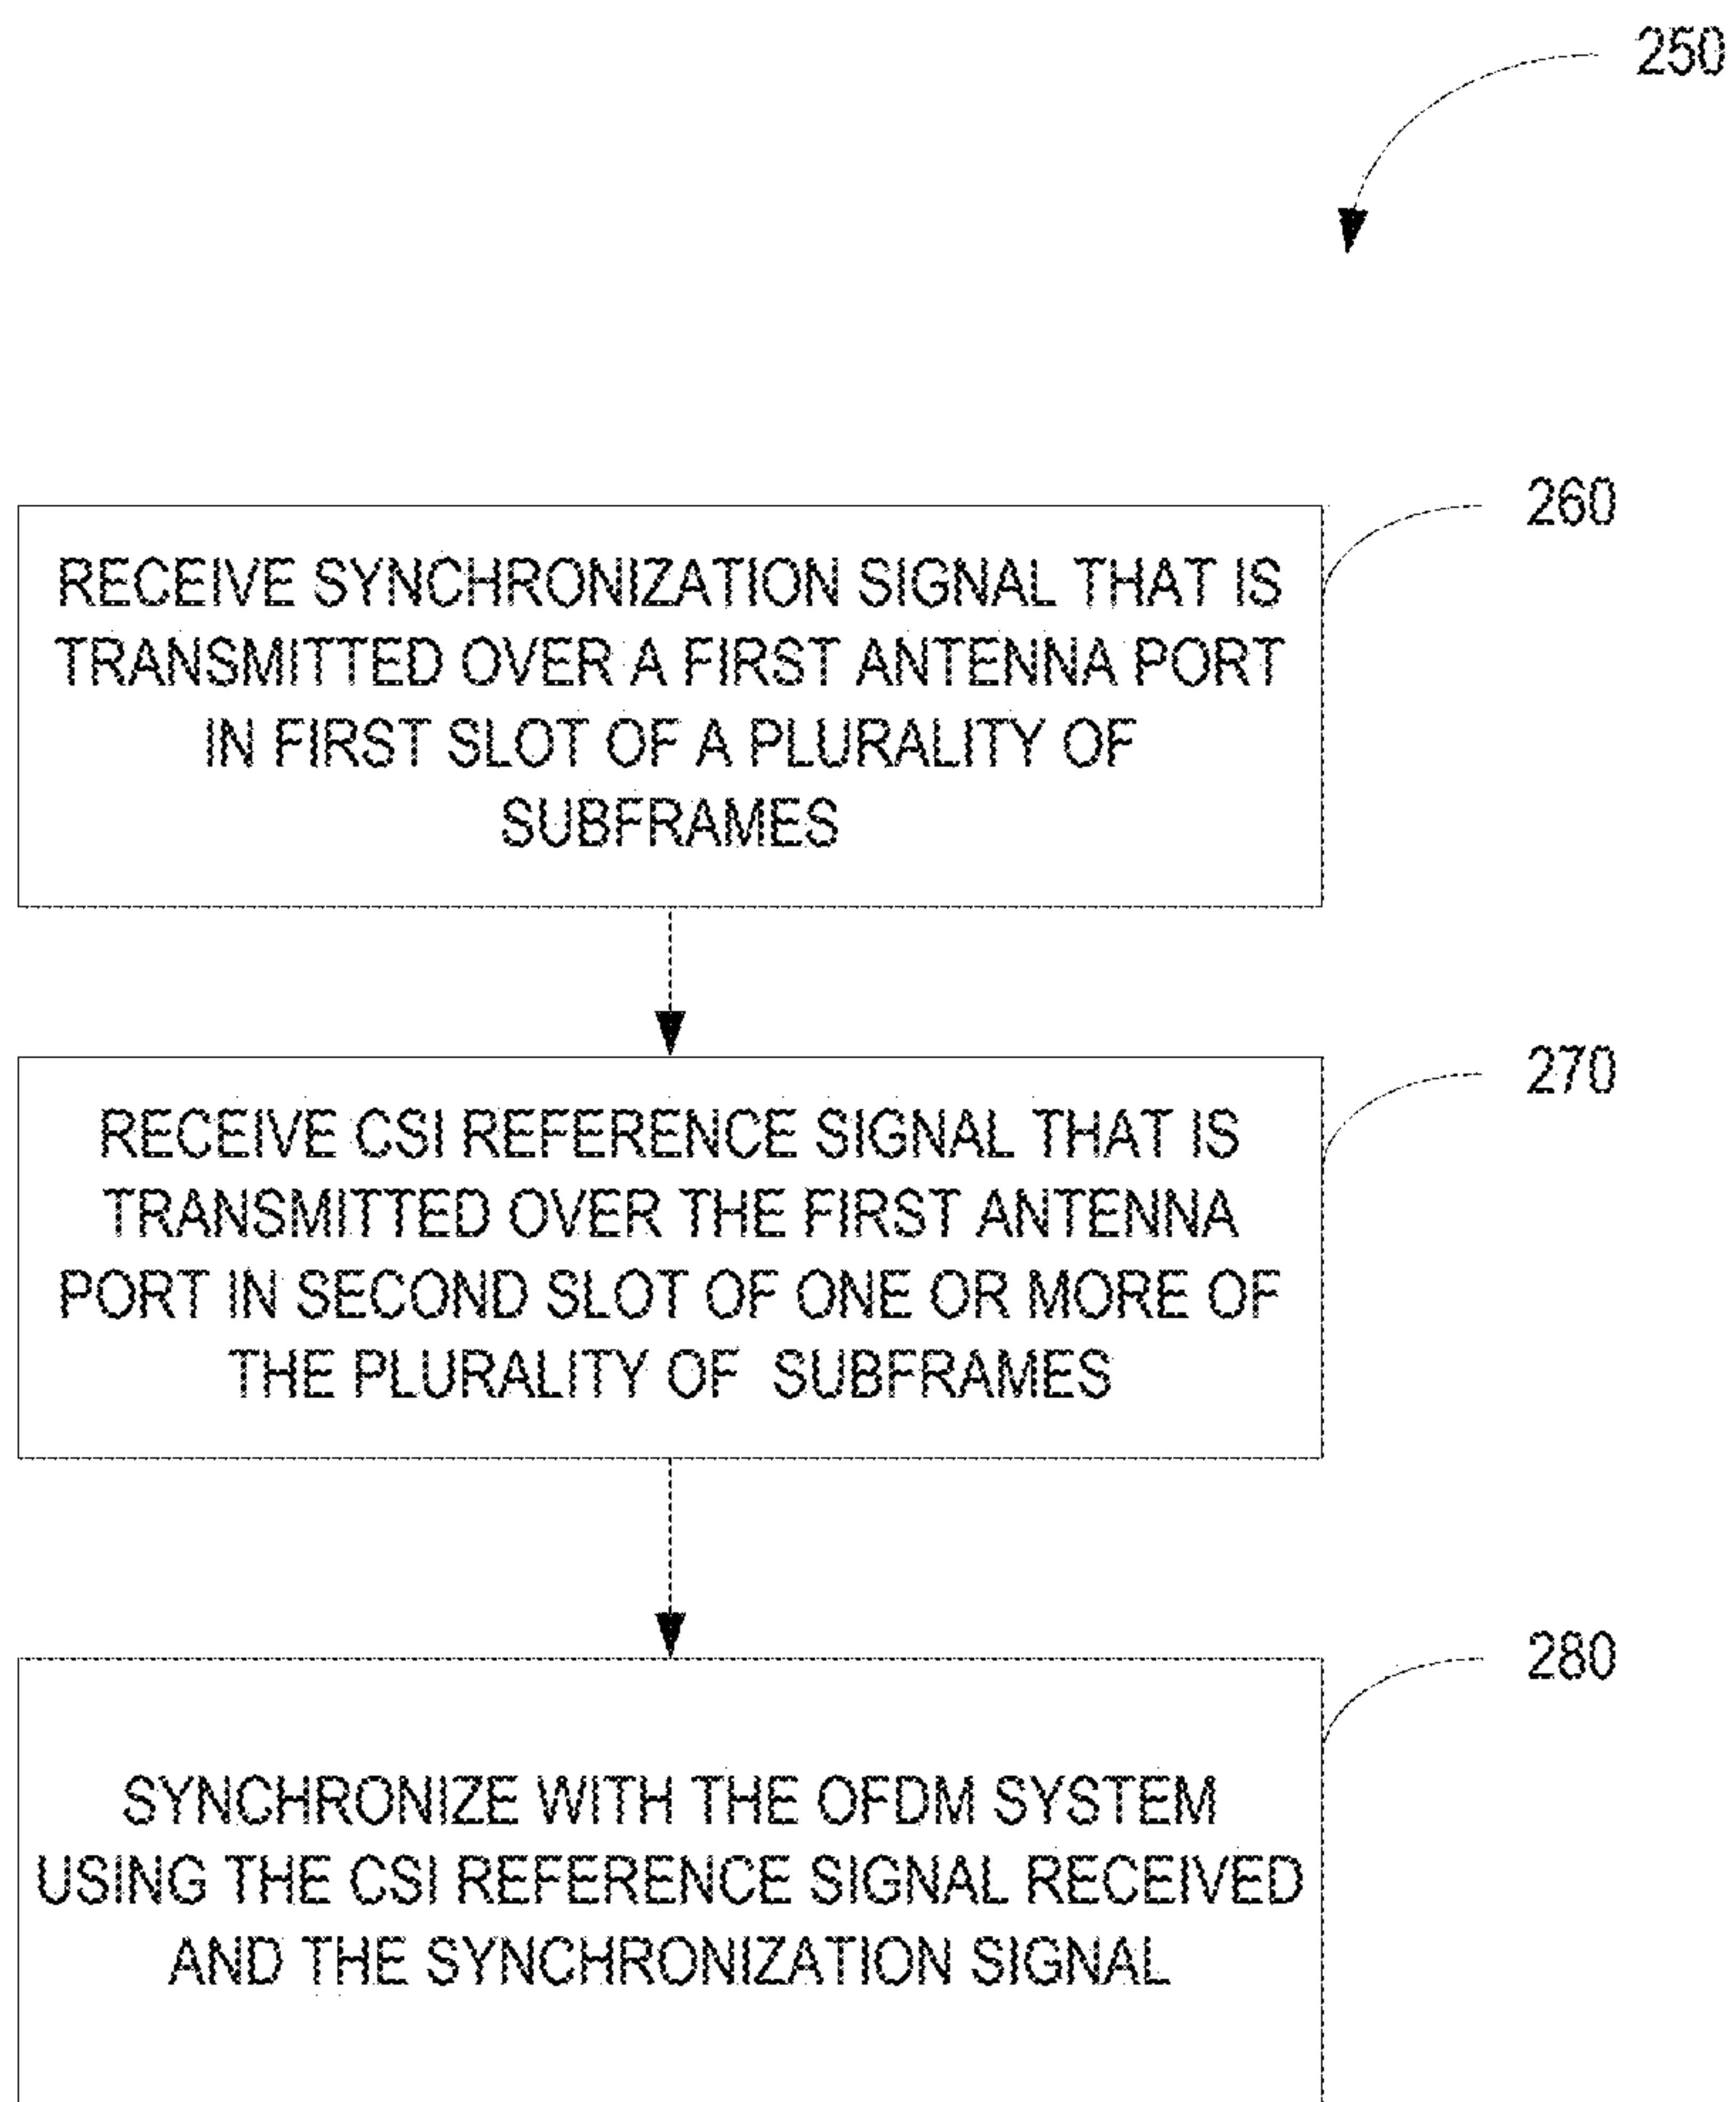 250
260
RECEIVE SYNCHRONIZATION SIGNAL THAT IS
TRANSMITTED OVER A FIRST ANTENNA PORT
IN FIRST SLOT OF A PLURALITY OF
SUBFRAMES
270
RECEIVE CSI REFERENCE SIGNAL THAT IS
TRANSMITTED OVER THE FIRST ANTENNA
PORT IN SECOND SLOT OF ONE OR MORE OF
THE PLURALITY OF SUBFRAMES
280
SYNCHRONIZE WITH THE OFDM SYSTEM
USING THE CSI REFERENCE SIGNAL RECEIVED
AND THE SYNCHRONIZATION SIGNAL